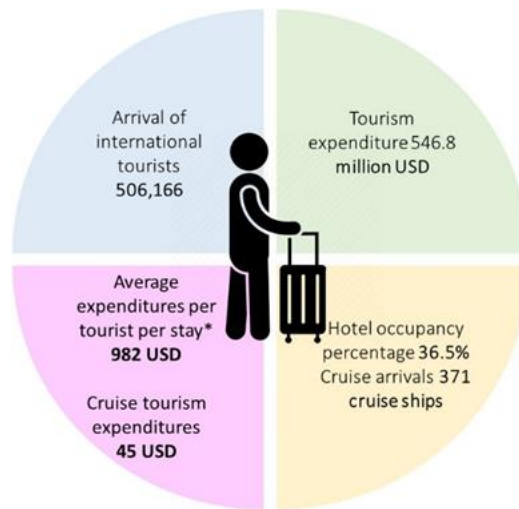 Arrival of
international
tourists
506,166
Tourism
expenditure 546.8
million USD
Average
expenditures per
tourist per stay*
982 USD
Cruise tourism
expenditures
45 USD
Hotel occupancy
percentage 36.5%
Cruise arrivals 371
cruise ships